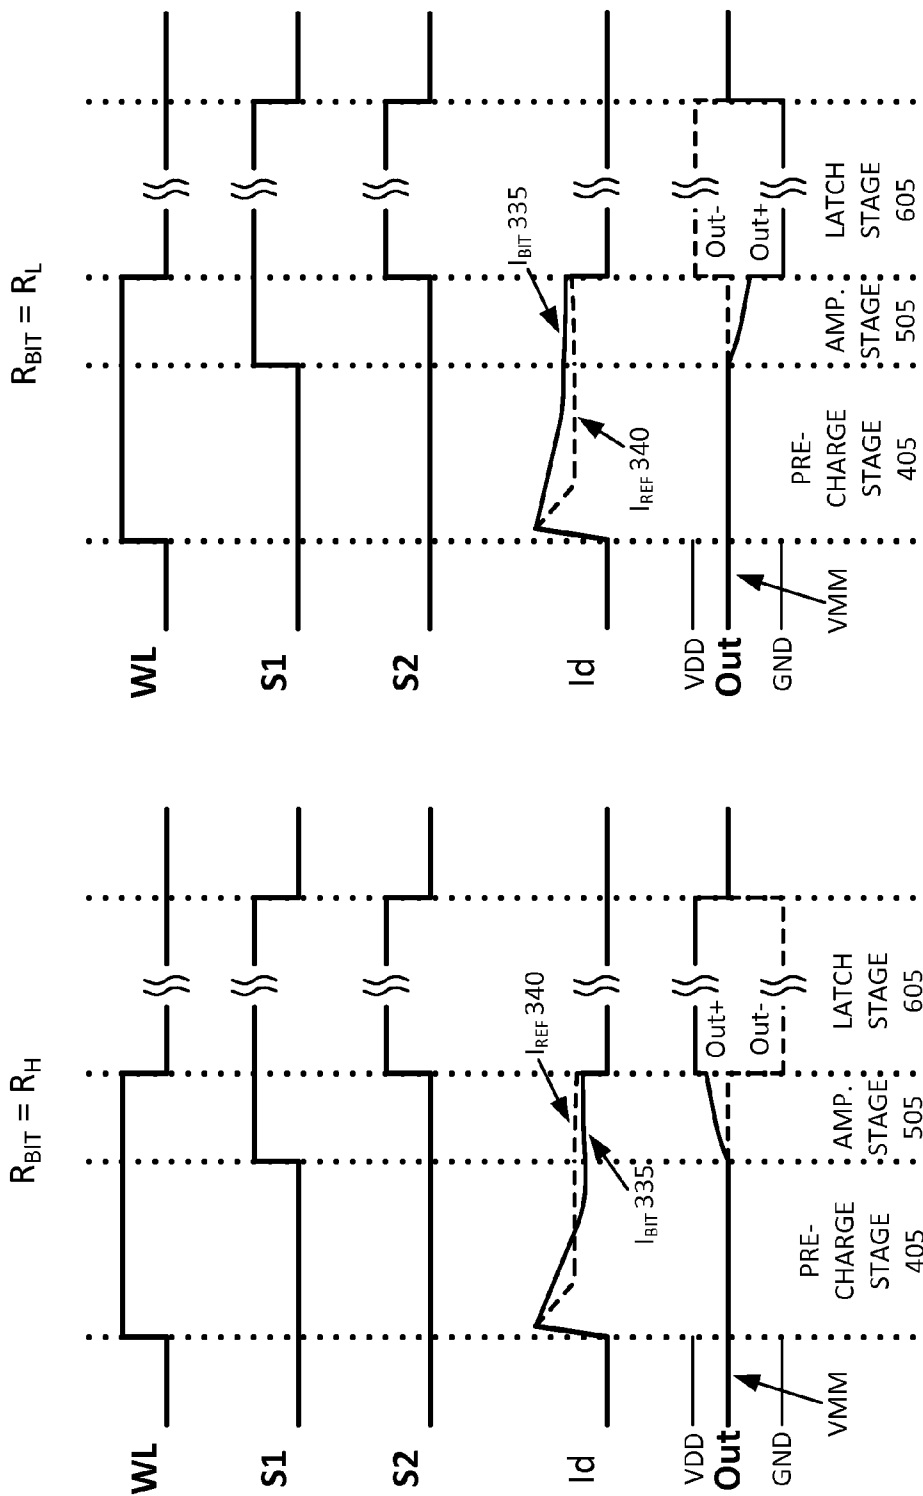 R_BIT = R_H
WL
S1
S2
Id
I_REF 340
I_BIT 335
VDD
Out
GND
VMM
Out+
Out-
PRE-
CHARGE
STAGE
405
AMP.
STAGE
505
LATCH
STAGE
605
R_BIT = R_L
WL
S1
S2
Id
I_BIT 335
I_REF 340
VDD
Out
GND
VMM
Out-
Out+
PRE-
CHARGE
STAGE
405
AMP.
STAGE
505
LATCH
STAGE
605